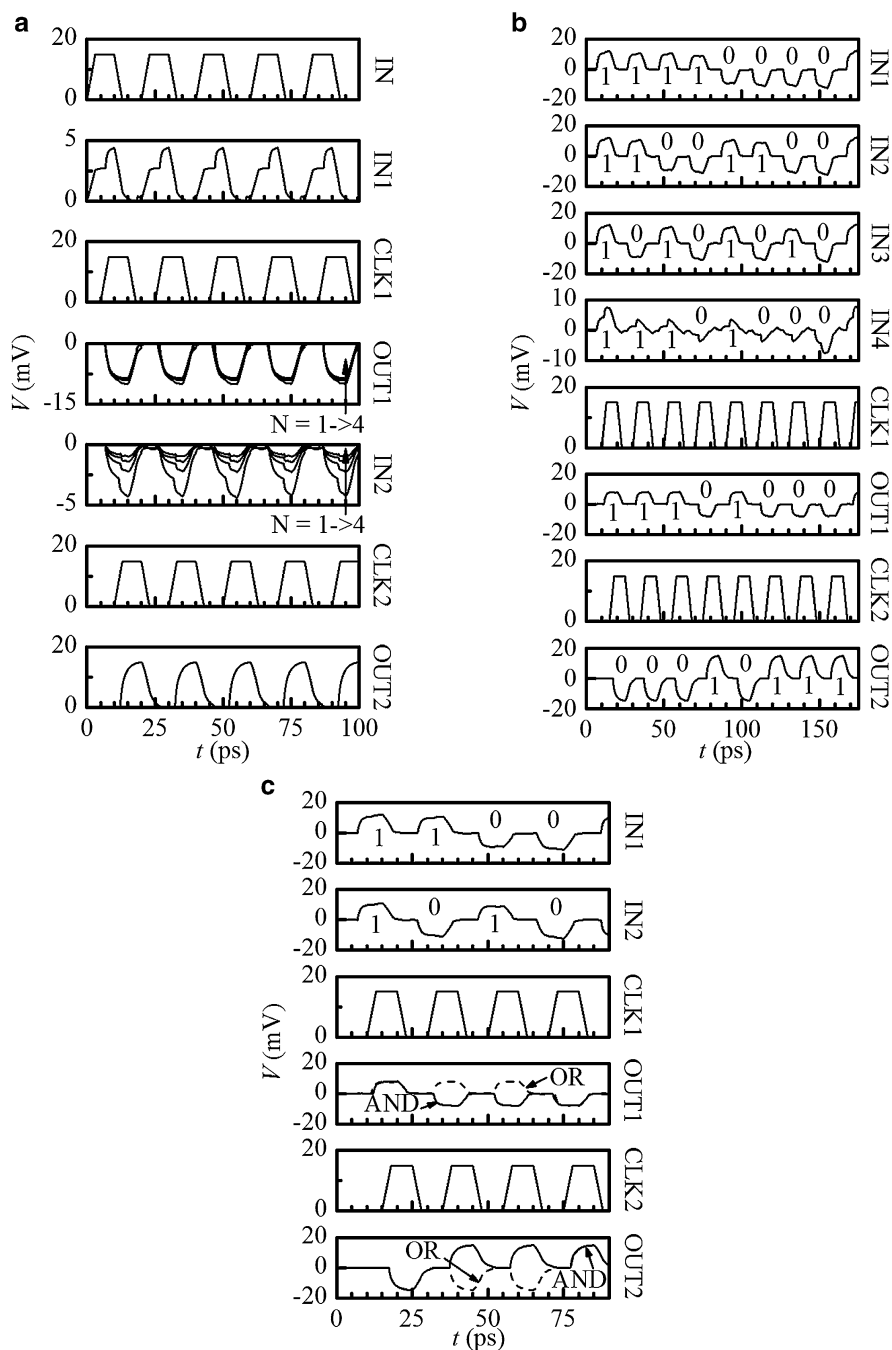 a
20
0
IN
5
0
IN1
20
0
CLK1
0
-15
OUT1
N = 1->4
0
-5
IN2
N = 1->4
20
0
CLK2
20
0
OUT2
V (mV)
0 25 50 75 100
t (ps)
b
20
0
-20
1 1 1 1 0 0 0 0
IN1
20
0
-20
1 1 0 0 1 1 0 0
IN2
20
0
-20
1 0 1 0 1 0 1 0
IN3
10
0
-10
1 1 1 0 1 0 0 0
IN4
20
0
CLK1
20
0
-20
1 1 1 0 1 0 0 0
OUT1
20
0
CLK2
20
0
-20
0 0 0 1 0 1 1 1
OUT2
V (mV)
0 50 100 150
t (ps)
c
20
0
-20
1 1 0 0
IN1
20
0
-20
1 0 1 0
IN2
20
0
CLK1
20
0
-20
AND
OR
OUT1
20
0
CLK2
20
0
-20
OR
AND
OUT2
V (mV)
0 25 50 75
t (ps)